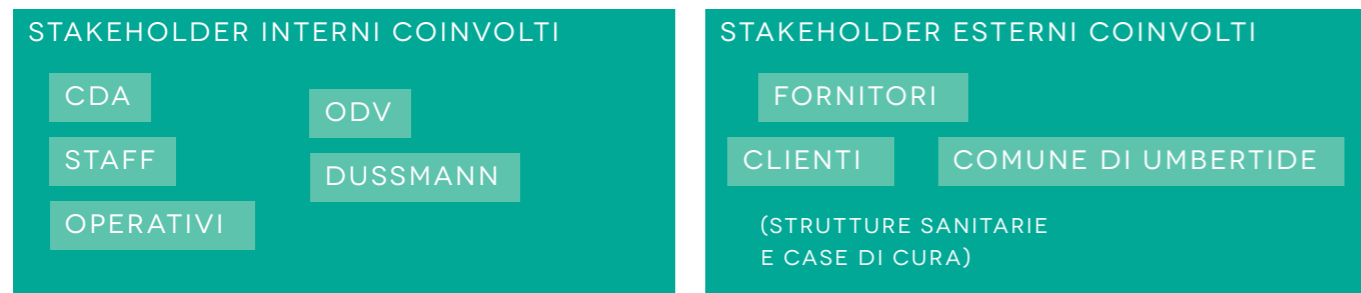 STAKEHOLDER INTERNI COINVOLTI
CDA
STAFF
OPERATIVI
ODV
DUSSMANN
STAKEHOLDER ESTERNI COINVOLTI
FORNITORI
CLIENTI
COMUNE DI UMBERTIDE
(STRUTTURE SANITARIE
E CASE DI CURA)